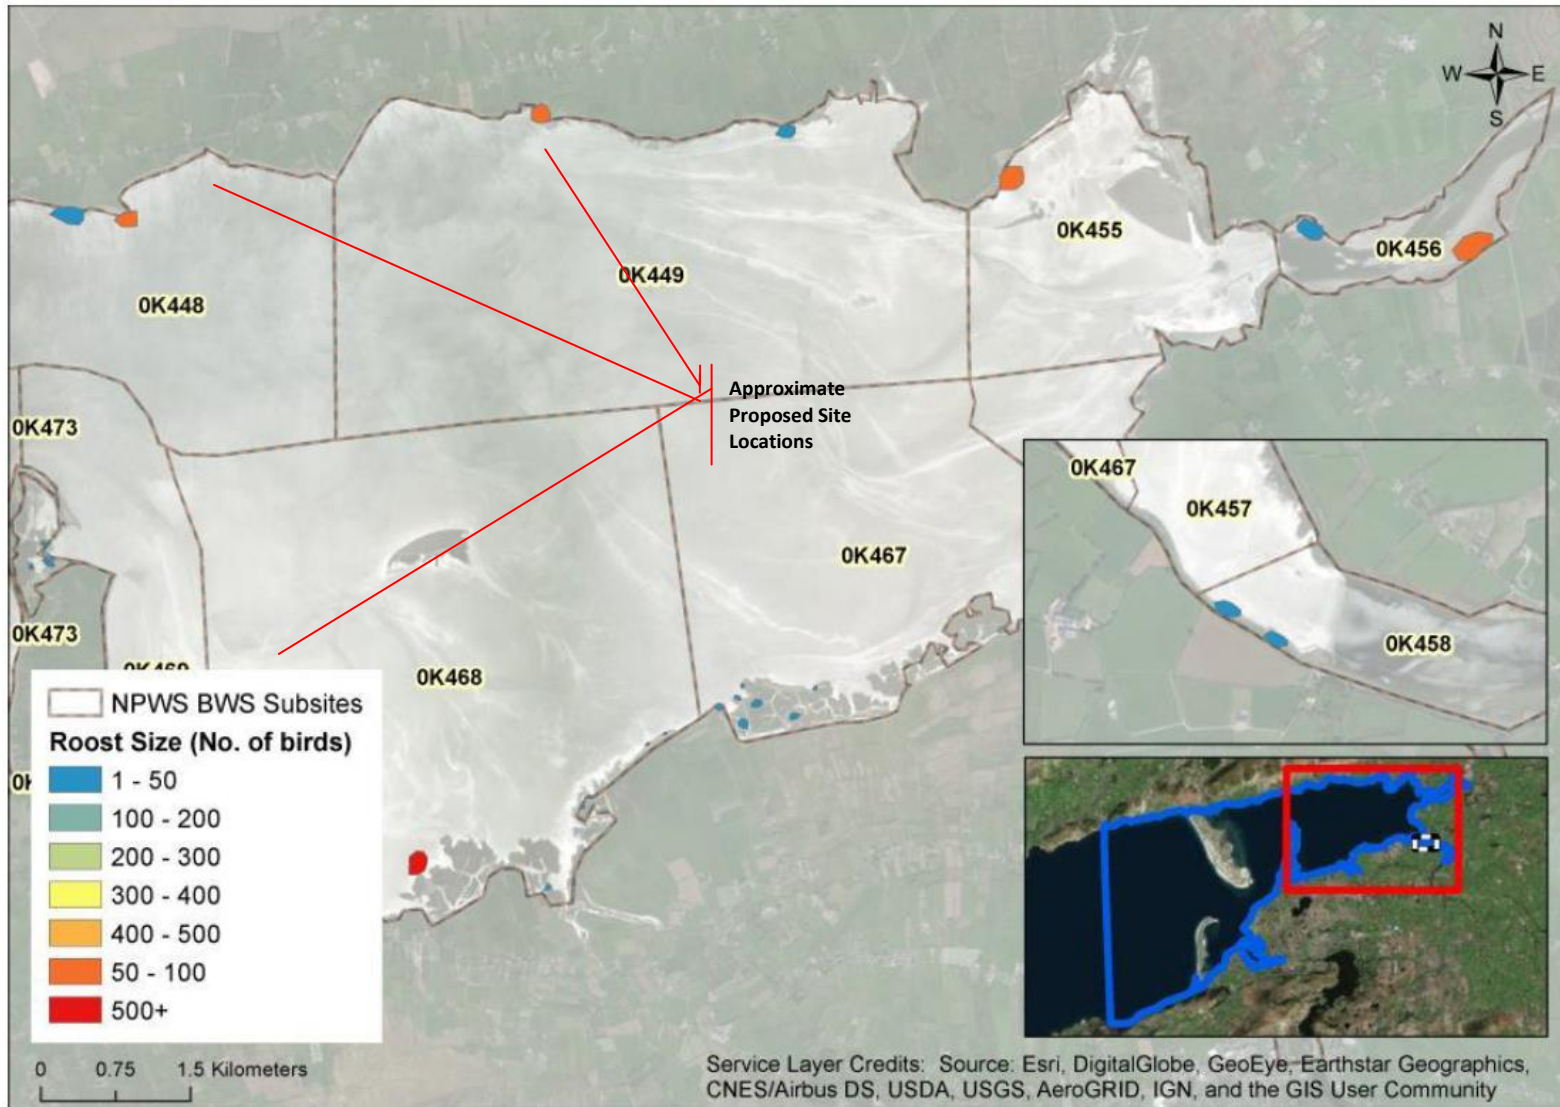 N
W E
S
0K455
0K456
0K449
0K448
Approximate
Proposed Site
Locations
0K473
0K467
0K467
0K457
0K473
0K458
0K469
0K468
NPWS BWS Subsites
Roost Size (No. of birds)
1 - 50
100 - 200
200 - 300
300 - 400
400 - 500
50 - 100
500+
0 0.75 1.5 Kilometers
Service Layer Credits: Source: Esri, DigitalGlobe, GeoEye, Earthstar Geographics,
CNES/Airbus DS, USDA, USGS, AeroGRID, IGN, and the GIS User Community